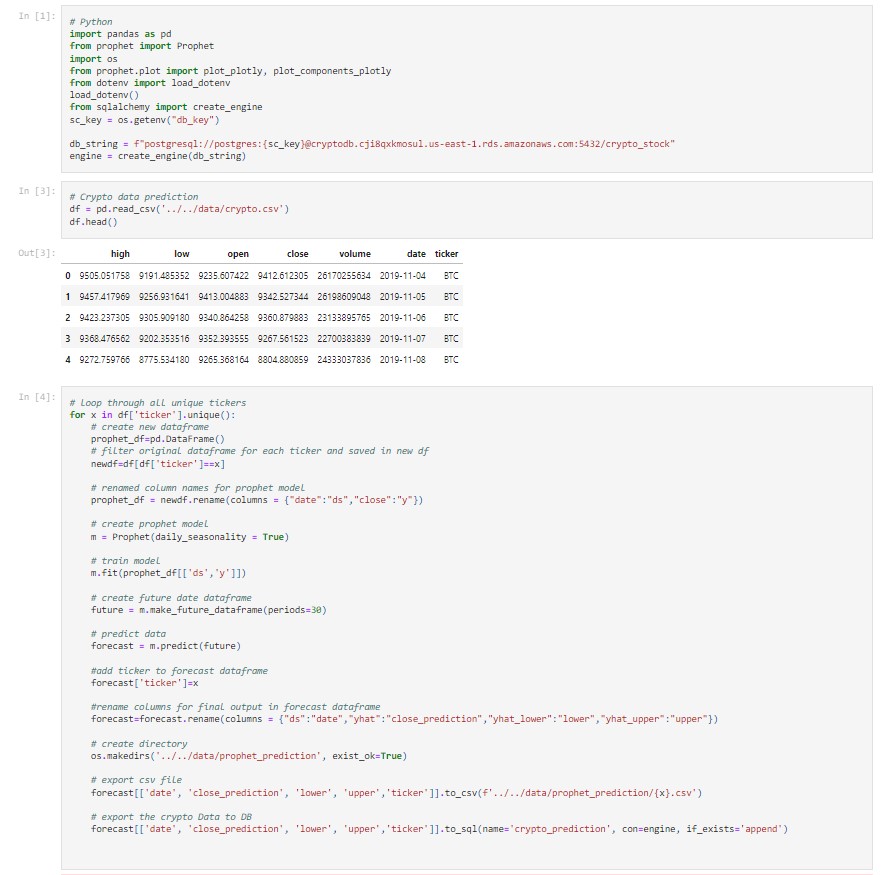 In [1]:
# Python
import pandas as pd
from prophet import Prophet
import os
from prophet.plot import plot_plotly, plot_components_plotly
from dotenv import load_dotenv
load_dotenv()
from sqlalchemy import create_engine
sc_key = os.getenv("db_key")
db_string = f"postgresql://postgres:{sc_key}@cryptodb.cji8qxkmosul.us-east-1.rds.amazonaws.com:5432/crypto_stock"
engine = create_engine(db_string)
In [3]:
# Crypto data prediction
df = pd.read_csv('../../data/crypto.csv')
df.head()
Out[3]:
high low open close volume date ticker
0 9505.051758 9191.485352 9235.607422 9412.612305 26170255634 2019-11-04 BTC
1 9457.417969 9256.931641 9413.004883 9342.527344 26198609048 2019-11-05 BTC
2 9423.237305 9305.909180 9340.864258 9360.879883 23133895765 2019-11-06 BTC
3 9368.476562 9202.353516 9352.393555 9267.561523 22700383839 2019-11-07 BTC
4 9272.759766 8775.534180 9265.368164 8804.880859 24333037836 2019-11-08 BTC
In [4]:
# Loop through all unique tickers
for x in df['ticker'].unique():
# create new dataframe
prophet_df=pd.DataFrame()
# filter original dataframe for each ticker and saved in new df
newdf=df[df['ticker']==x]
# renamed column names for prophet model
prophet_df = newdf.rename(columns = {"date":"ds","close":"y"})
# create prophet model
m = Prophet(daily_seasonality = True)
# train model
m.fit(prophet_df[['ds','y']])
# create future date dataframe
future = m.make_future_dataframe(periods=30)
# predict data
forecast = m.predict(future)
#add ticker to forecast dataframe
forecast['ticker']=x
#rename columns for final output in forecast dataframe
forecast=forecast.rename(columns = {"ds":"date","yhat":"close_prediction","yhat_lower":"lower","yhat_upper":"upper"})
# create directory
os.makedirs('../../data/prophet_prediction', exist_ok=True)
# export csv file
forecast[['date', 'close_prediction', 'lower', 'upper','ticker']].to_csv(f'../../data/prophet_prediction/{x}.csv')
# export the crypto Data to DB
forecast[['date', 'close_prediction', 'lower', 'upper','ticker']].to_sql(name='crypto_prediction', con=engine, if_exists='append')